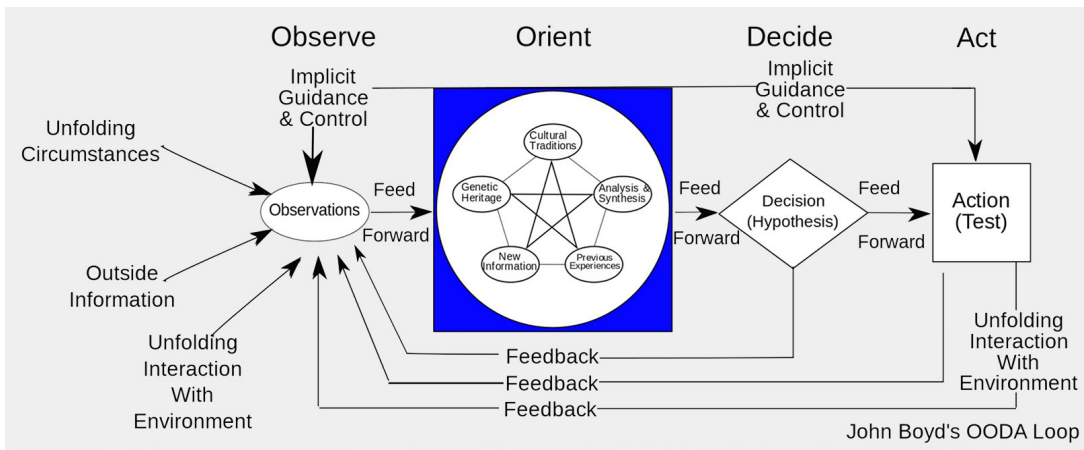 Observe
Orient
Decide
Act
Implicit
Guidance
& Control
Implicit
Guidance
& Control
Unfolding
Circumstances
Observations
Outside
Information
Unfolding
Interaction
With
Environment
Feed
Forward
Cultural
Traditions
Genetic
Heritage
Analysis &
Synthesis
New
Information
Previous
Experiences
Feed
Forward
Decision
(Hypothesis)
Feed
Forward
Action
(Test)
Unfolding
Interaction
With
Environment
Feedback
Feedback
Feedback
John Boyd's OODA Loop